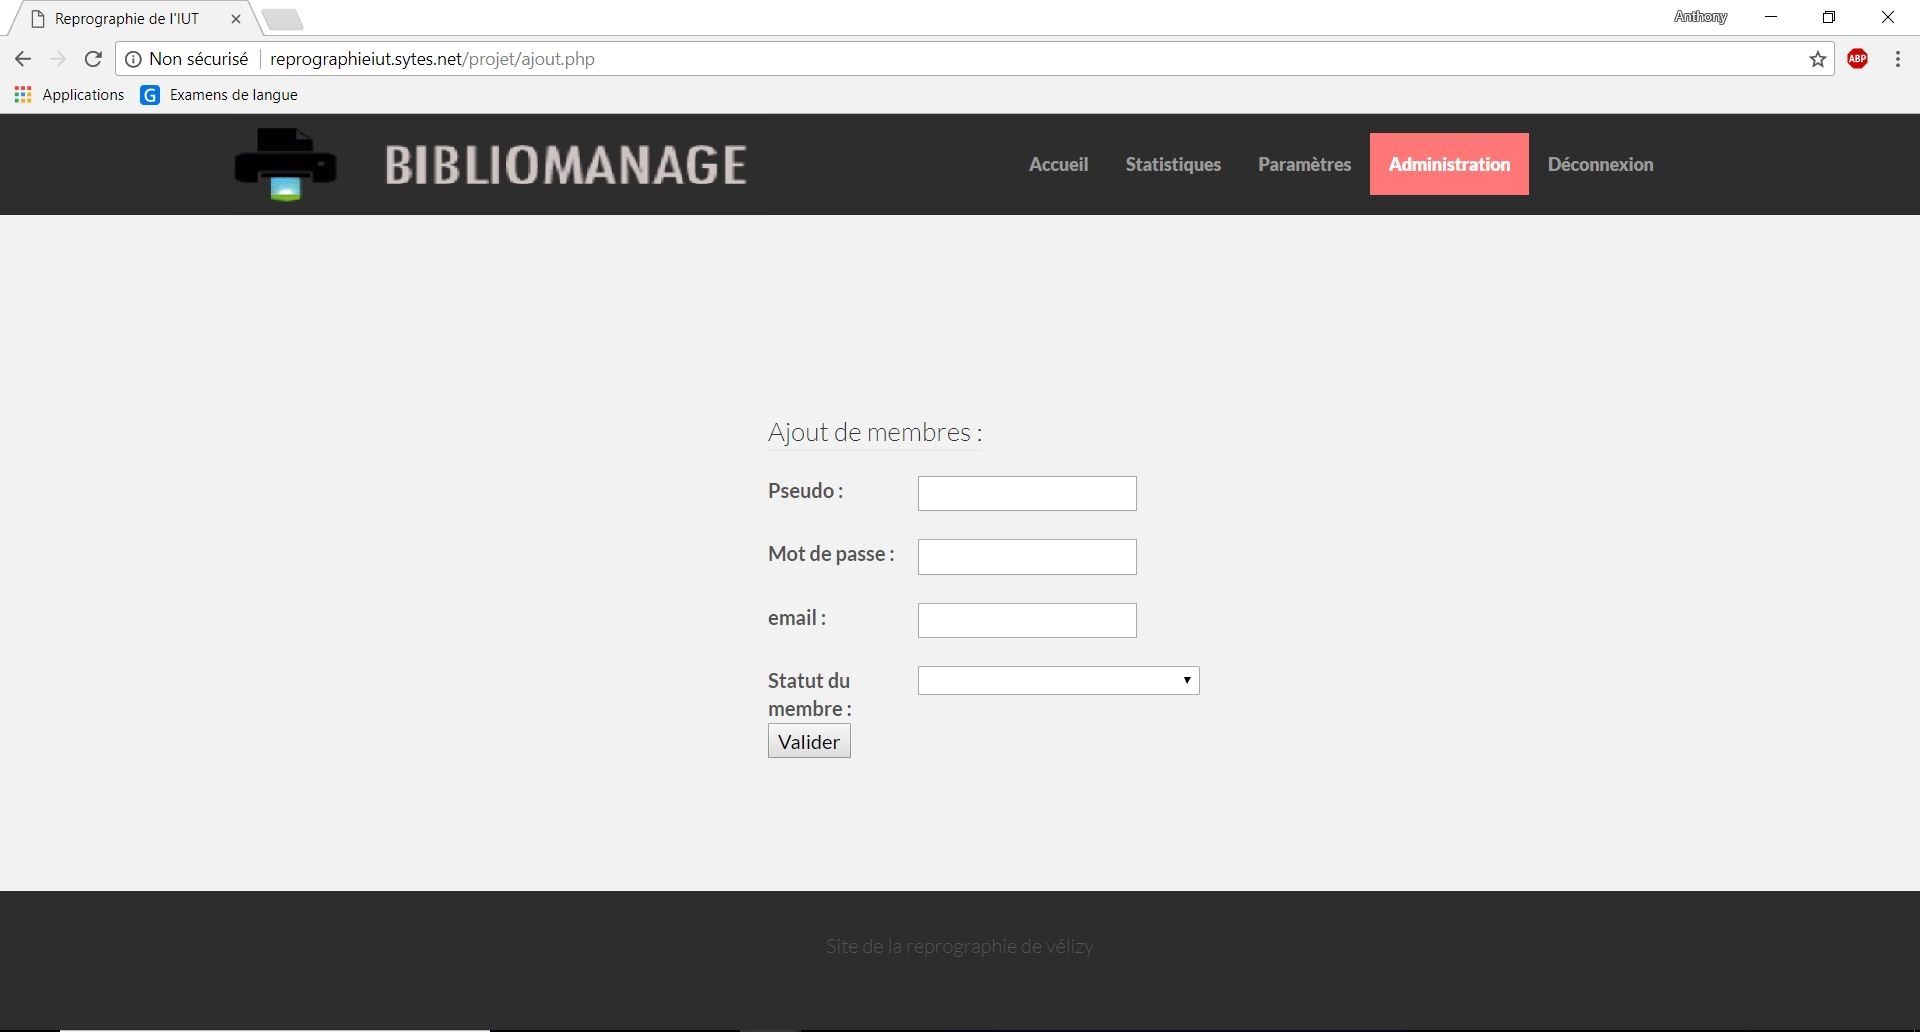 Reprographie de l'IUT
Anthony
Non sécurisé reprographieiut.sytes.net/projet/ajout.php
ABP
Applications G Examens de langue
BIBLIOMANAGE Accueil Statistiques Paramètres Administration Déconnexion
Ajout de membres :
Pseudo :
Mot de passe :
email :
Statut du
membre :
Valider
Site de la reprographie de vélizy